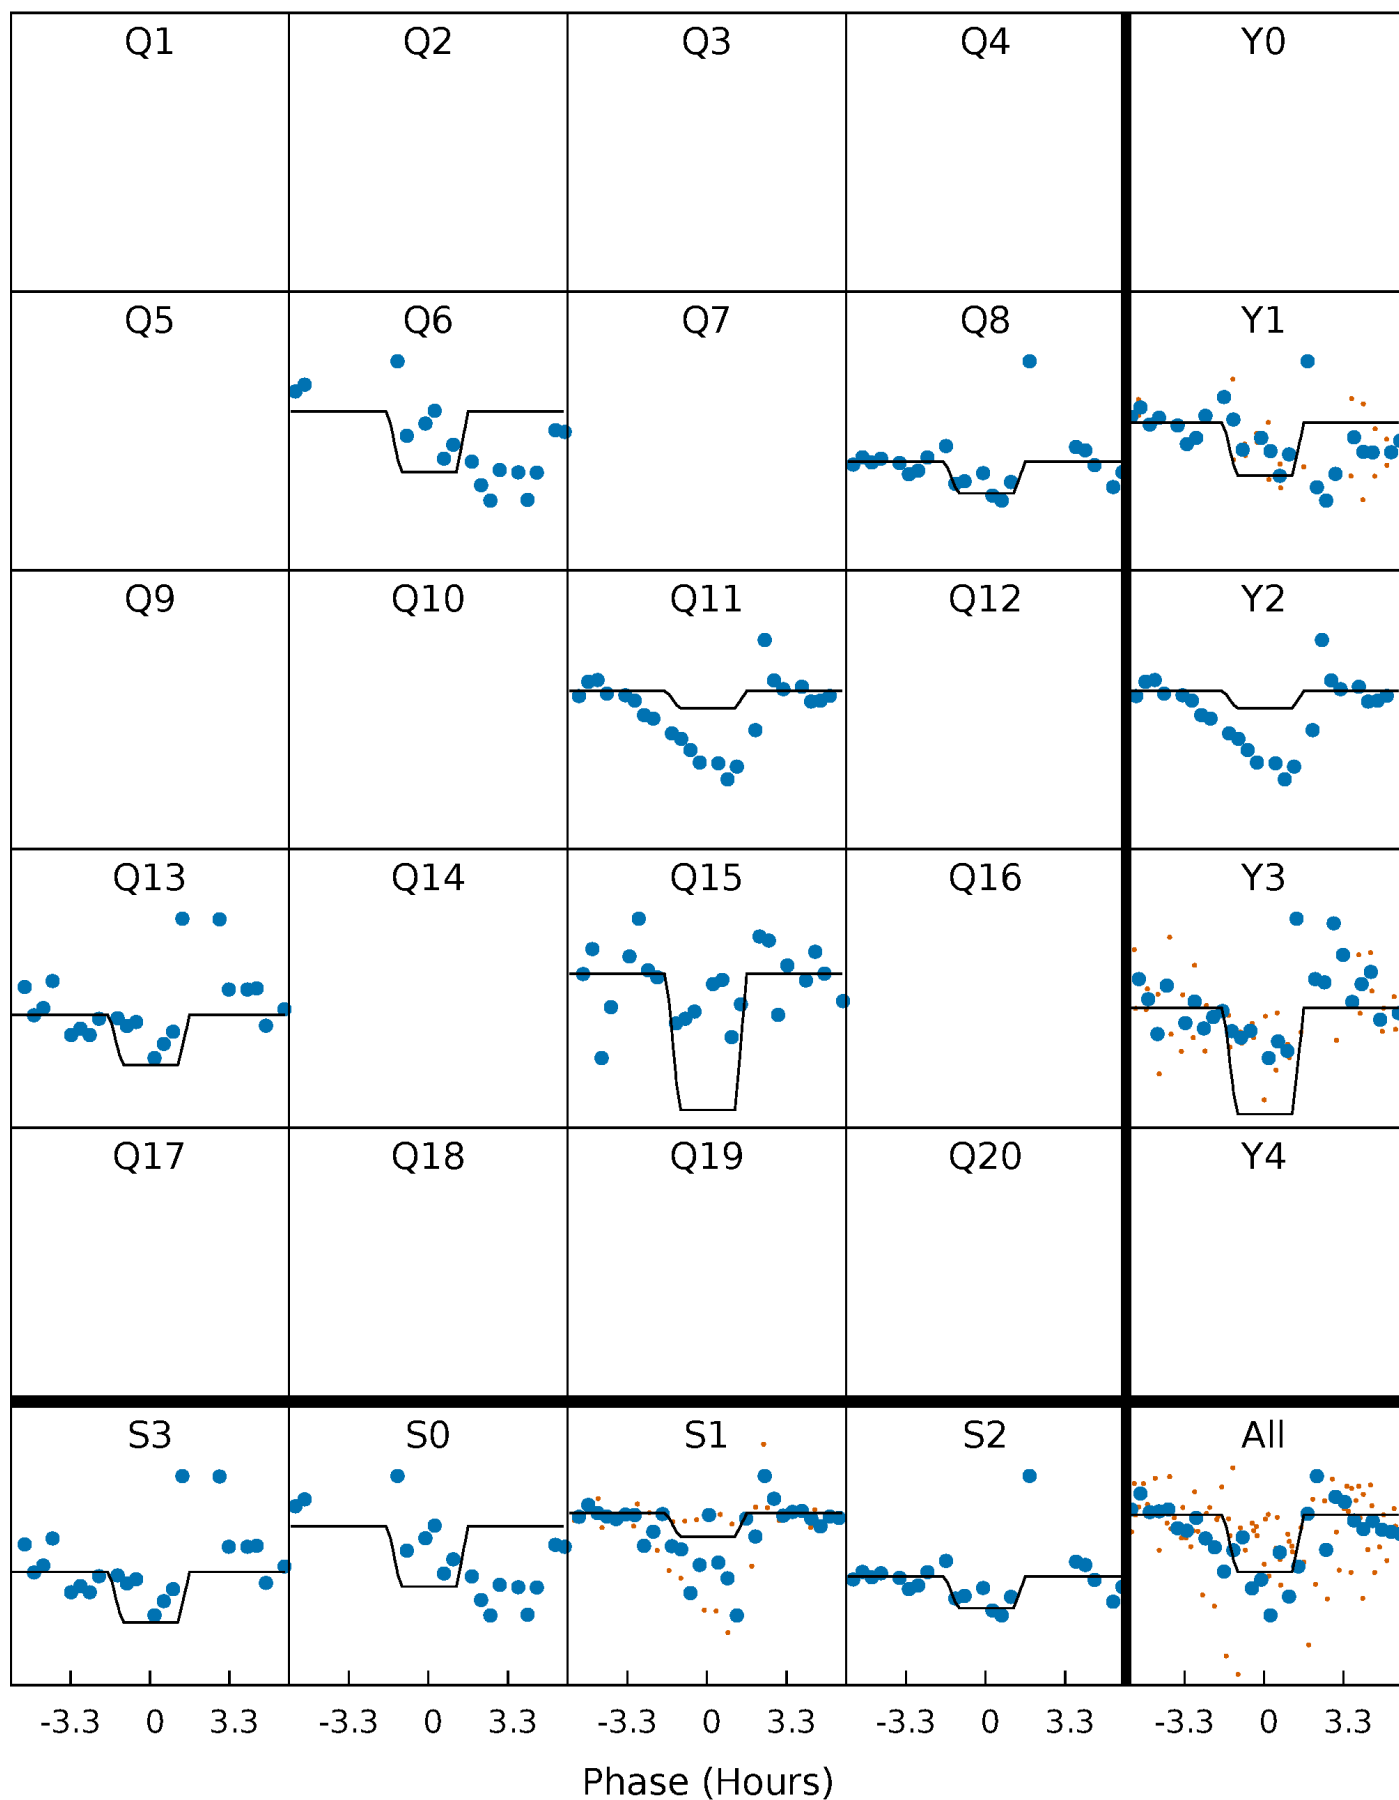 Q1 Q2 Q3 Q4 Y0
Q5 Q6 Q7 Q8 Y1
Q9 Q10 Q11 Q12 Y2
Q13 Q14 Q15 Q16 Y3
Q17 Q18 Q19 Q20 Y4
S3 S0 S1 S2 All
-3.3 0 3.3 -3.3 0 3.3 -3.3 0 3.3 -3.3 0 3.3 -3.3 0 3.3
Phase (Hours)